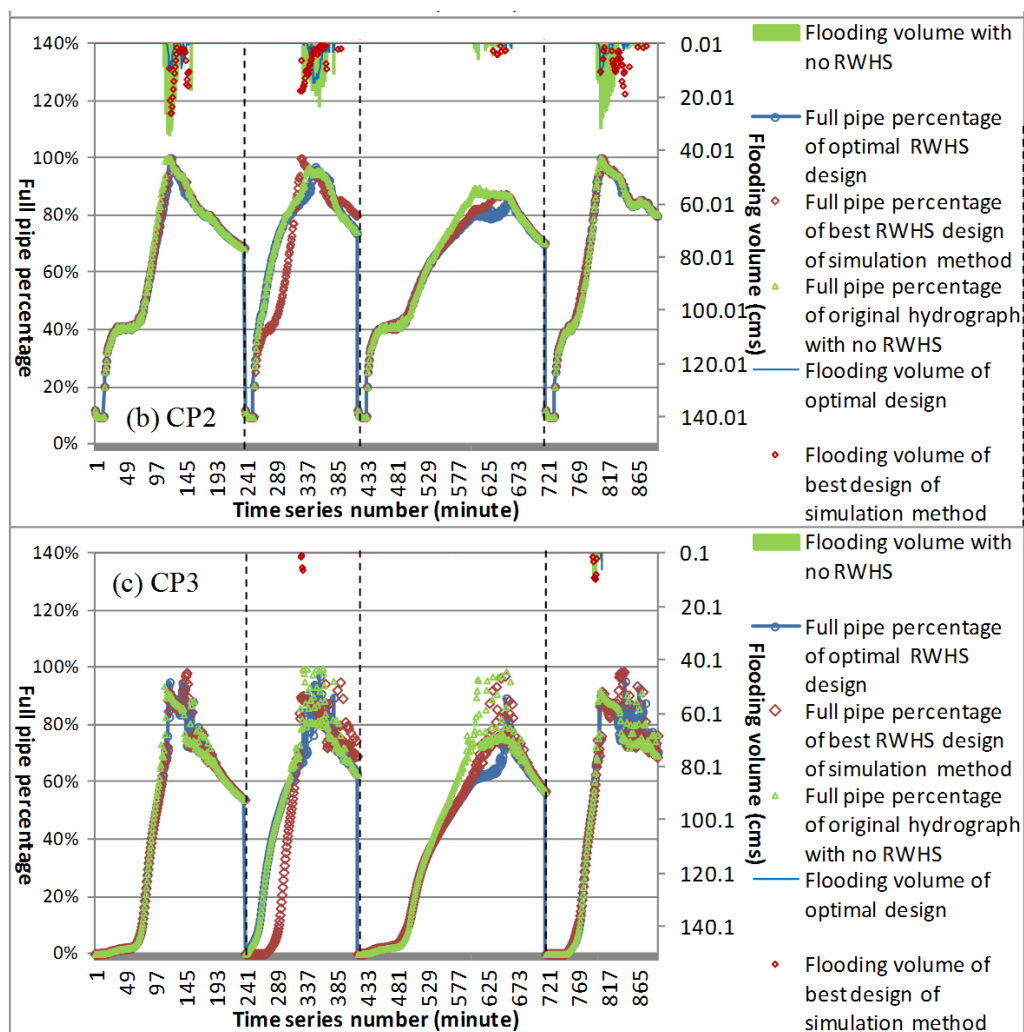 140%
120%
100%
80%
60%
40%
20%
0%
Full pipe percentage
(b) CP2
1
49
97
145
193
241
289
337
385
433
481
529
577
625
673
721
769
817
865
Time series number (minute)
0.01
20.01
40.01
60.01
80.01
100.01
120.01
140.01
Flooding volume (cms)
Flooding volume with
no RWHS
Full pipe percentage
of optimal RWHS
design
Full pipe percentage
of best RWHS design
of simulation method
Full pipe percentage
of original hydrograph
with no RWHS
Flooding volume of
optimal design
Flooding volume of
best design of
simulation method
140%
120%
100%
80%
60%
40%
20%
0%
Full pipe percentage
(c) CP3
1
49
97
145
193
241
289
337
385
433
481
529
577
625
673
721
769
817
865
Time series number (minute)
0.1
20.1
40.1
60.1
80.1
100.1
120.1
140.1
Flooding volume (cms)
Flooding volume with
no RWHS
Full pipe percentage
of optimal RWHS
design
Full pipe percentage
of best RWHS design
of simulation method
Full pipe percentage
of original hydrograph
with no RWHS
Flooding volume of
optimal design
Flooding volume of
best design of
simulation method